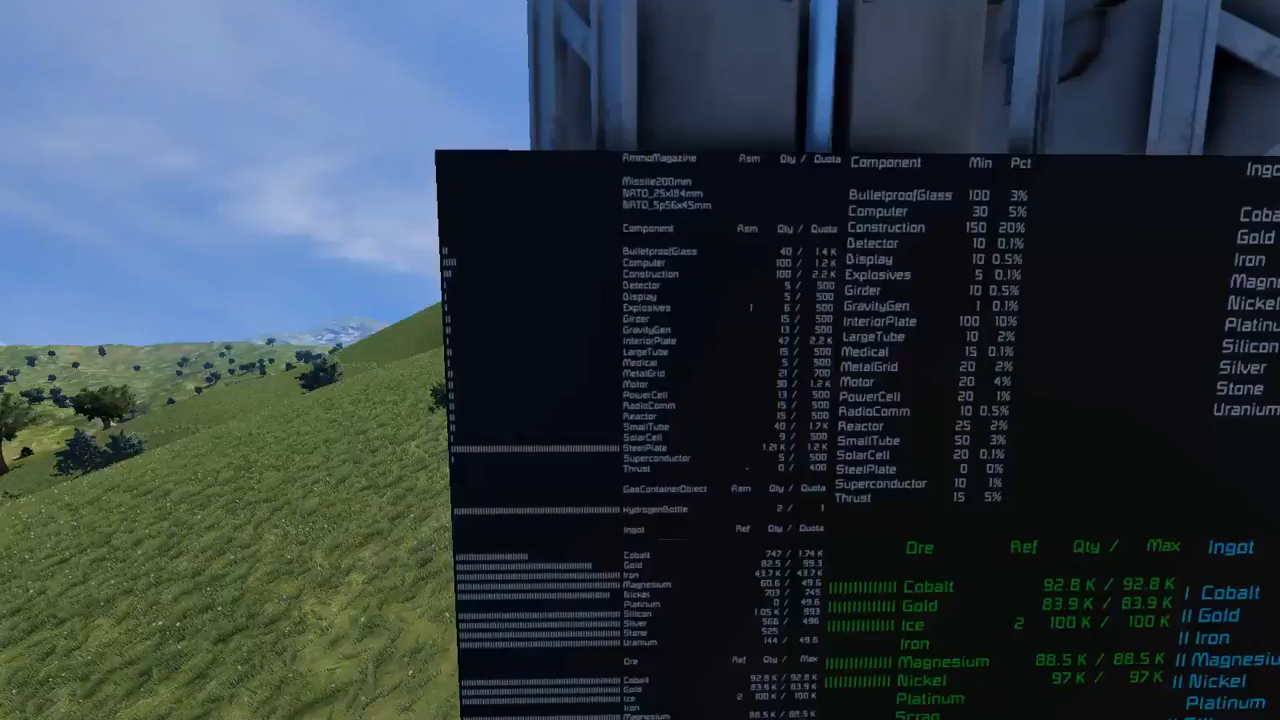 AmmoMagazine Asm Qty / Quota
Missile200mm
NATO_25x184mm
NATO_5p56x45mm
Component Asm Qty / Quota
BulletproofGlass 40 / 1.4 K
Computer 100 / 1.2 K
Construction 100 / 2.2 K
Detector 5 / 500
Display 5 / 500
Explosives 1 6 / 500
Girder 15 / 500
GravityGen 13 / 500
InteriorPlate 47 / 2.2 K
LargeTube 15 / 500
Medical 5 / 500
MetalGrid 21 / 700
Motor 30 / 1.2 K
PowerCell 13 / 500
RadioComm 15 / 500
Reactor 15 / 500
SmallTube 40 / 1.7 K
SolarCell 9 / 500
SteelPlate 1.21 K / 1.2 K
Superconductor 5 / 500
Thrust 0 / 400
GasContainerObject Asm Qty / Quota
HydrogenBottle 2 / 1
Ingot Ref Qty / Quota
Cobalt 747 / 1.74 K
Gold 82.5 / 99.3
Iron 43.7 K / 43.7 K
Magnesium 60.6 / 49.6
Nickel 703 / 745
Platinum 0 / 49.6
Silicon 1.05 K / 993
Silver 566 / 496
Stone 525
Uranium 144 / 49.6
Ore Ref Qty / Max
Cobalt 92.8 K / 92.8 K
Gold 83.9 K / 83.9 K
Ice 2 100 K / 100 K
Iron
Magnesium 88.5 K / 88.5 K
Component Min Pct
BulletproofGlass 100 3%
Computer 30 5%
Construction 150 20%
Detector 10 0.1%
Display 10 0.5%
Explosives 5 0.1%
Girder 10 0.5%
GravityGen 1 0.1%
InteriorPlate 100 10%
LargeTube 10 2%
Medical 15 0.1%
MetalGrid 20 2%
Motor 20 4%
PowerCell 20 1%
RadioComm 10 0.5%
Reactor 25 2%
SmallTube 50 3%
SolarCell 20 0.1%
SteelPlate 0 0%
Superconductor 10 1%
Thrust 15 5%
Ingot
Coba
Gold
Iron
Magn
Nickel
Platinu
Silicon
Silver
Stone
Uranium
Ore Ref Qty / Max
Cobalt 92.8 K / 92.8 K
Gold 83.9 K / 83.9 K
Ice 2 100 K / 100 K
Iron
Magnesium 88.5 K / 88.5 K
Nickel 97 K / 97 K
Platinum
Scrap
Ingot
Cobalt
Gold
Iron
Magnesiu
Nickel
Platinum